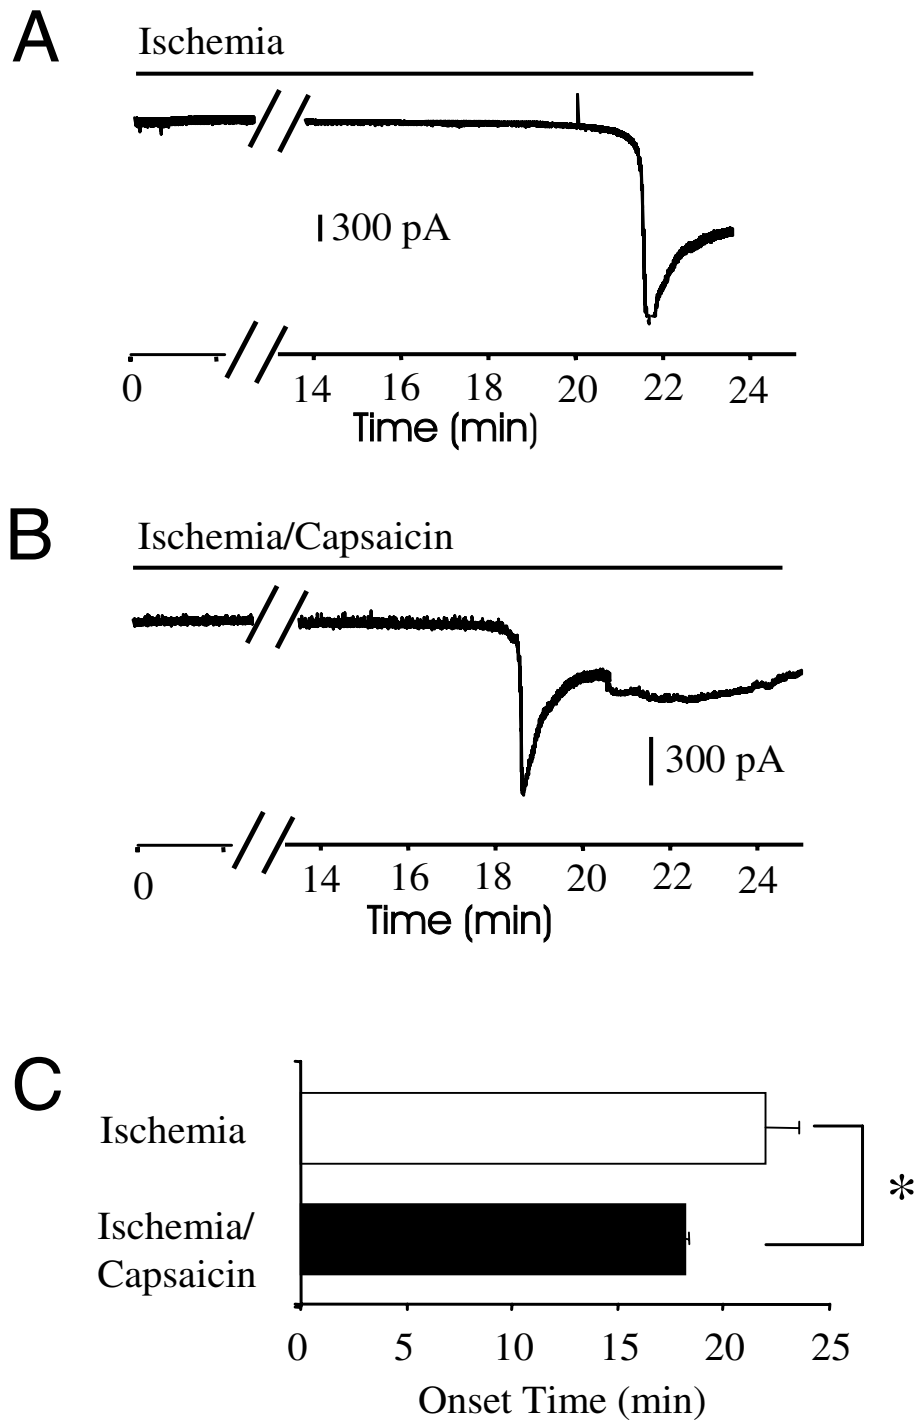 A
Ischemia
300 pA
0 14 16 18 20 22 24
Time (min)
B
Ischemia/Capsaicin
300 pA
0 14 16 18 20 22 24
Time (min)
C
Ischemia
*
Ischemia/
Capsaicin
0 5 10 15 20 25
Onset Time (min)